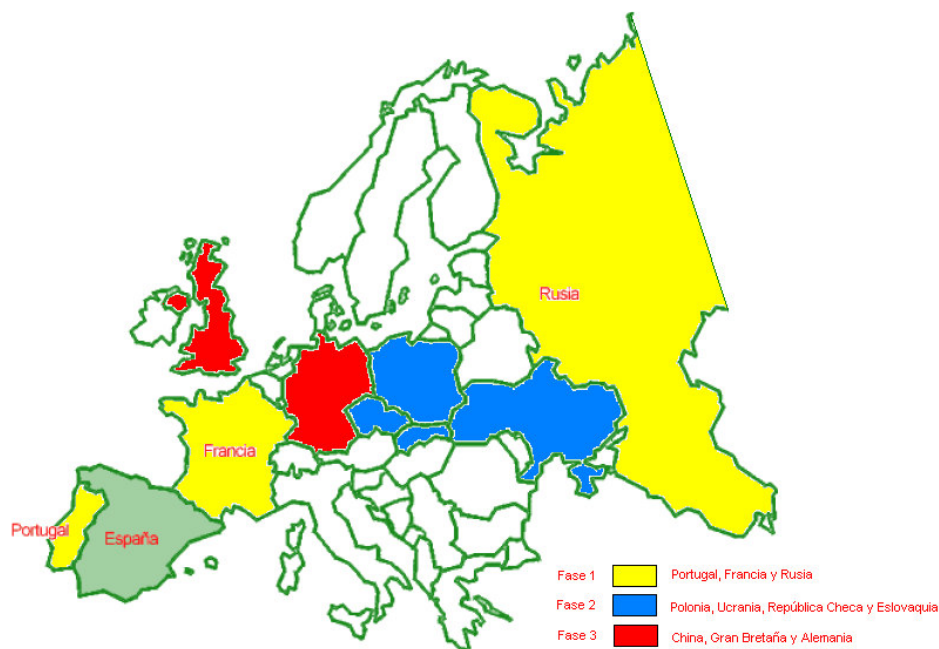 Rusia
Francia
Portugal
España
Fase 1 Portugal, Francia y Rusia
Fase 2 Polonia, Ucrania, República Checa y Eslovaquia
Fase 3 China, Gran Bretaña y Alemania